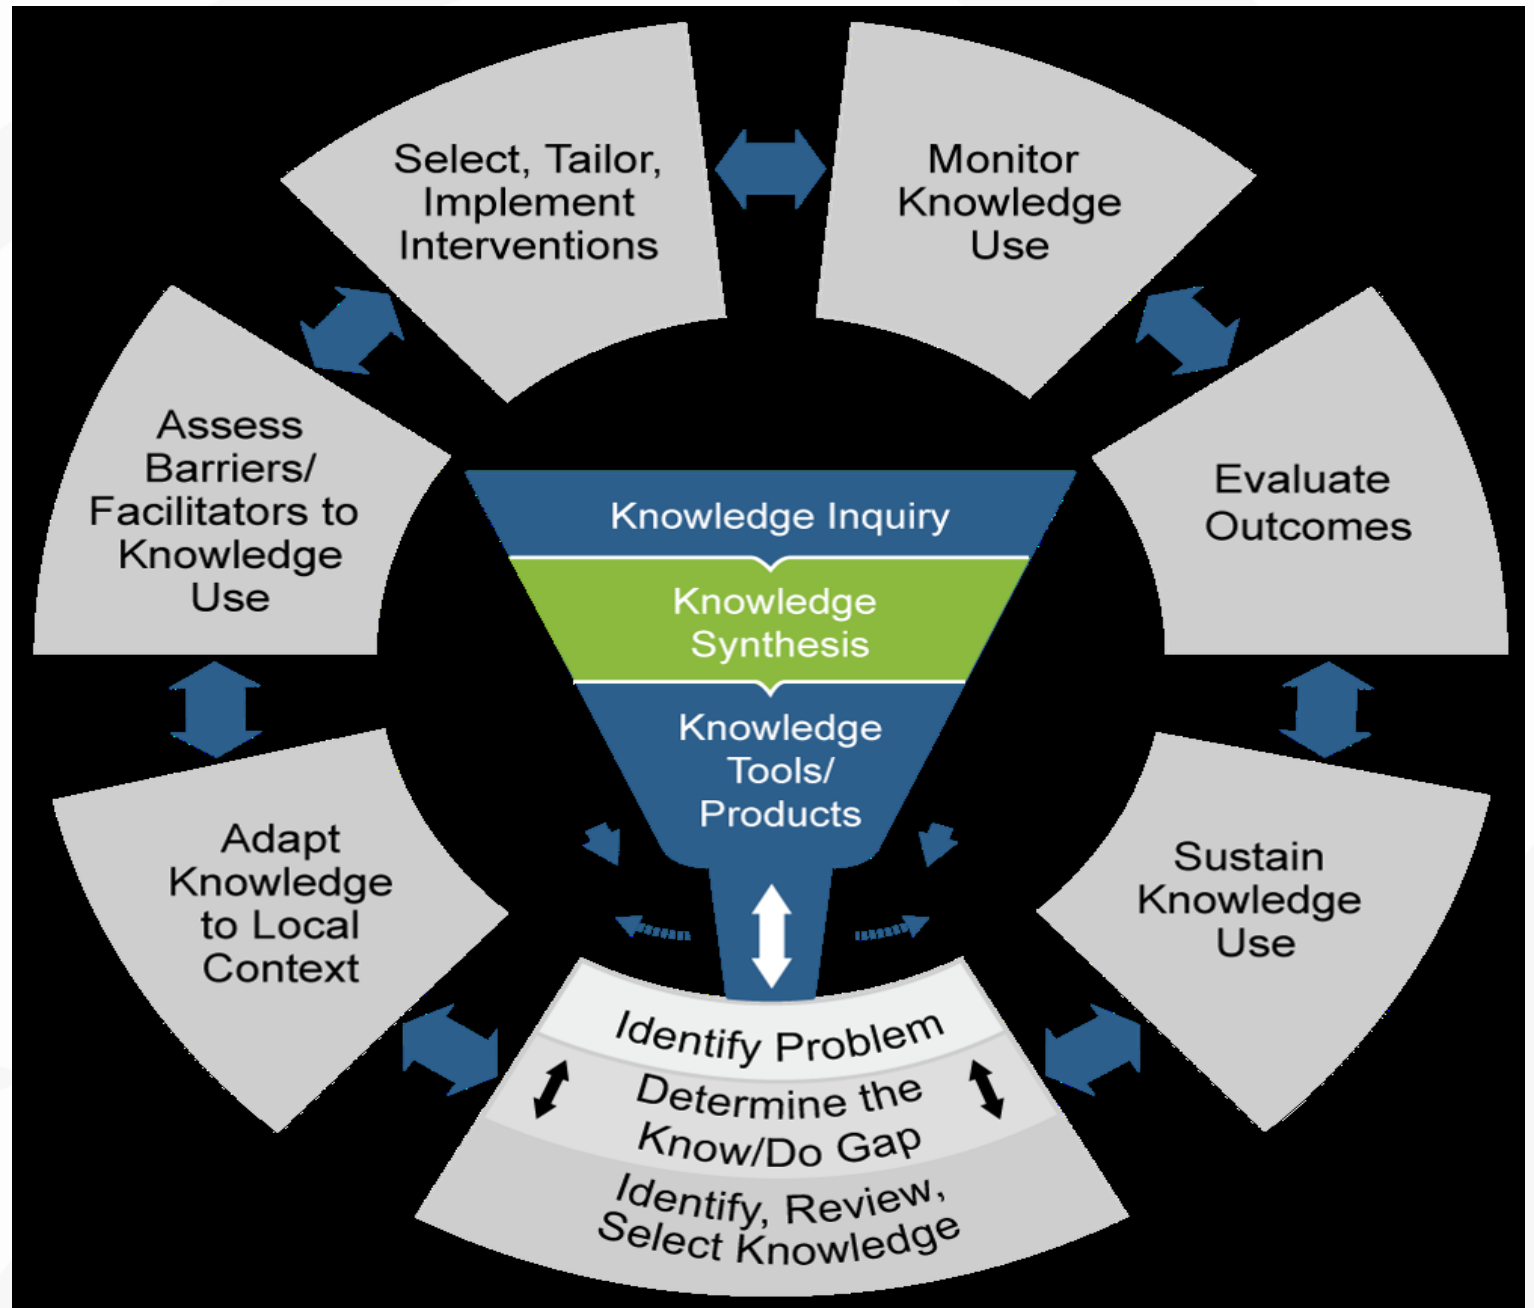 Select, Tailor,
Implement
Interventions
Monitor
Knowledge
Use
Assess
Barriers/
Facilitators to
Knowledge
Use
Knowledge Inquiry
Knowledge
Synthesis
Knowledge
Tools/
Products
Evaluate
Outcomes
Adapt
Knowledge
to Local
Context
Sustain
Knowledge
Use
Identify Problem
Determine the
Know/Do Gap
Identify, Review,
Select Knowledge